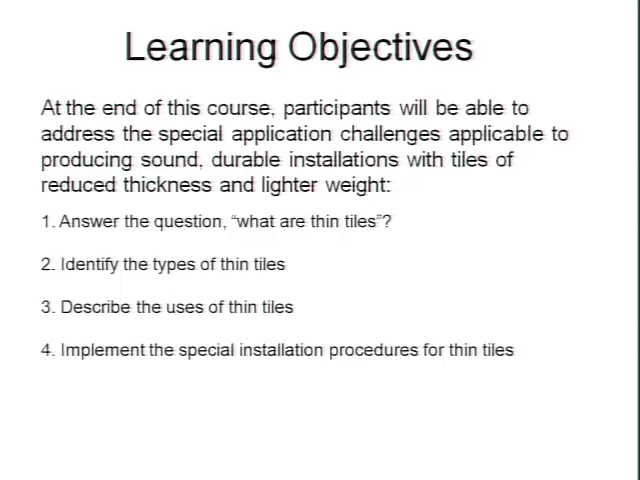 Learning Objectives
At the end of this course, participants will be able to
address the special application challenges applicable to
producing sound, durable installations with tiles of
reduced thickness and lighter weight:
1. Answer the question, “what are thin tiles”?
2. Identify the types of thin tiles
3. Describe the uses of thin tiles
4. Implement the special installation procedures for thin tiles